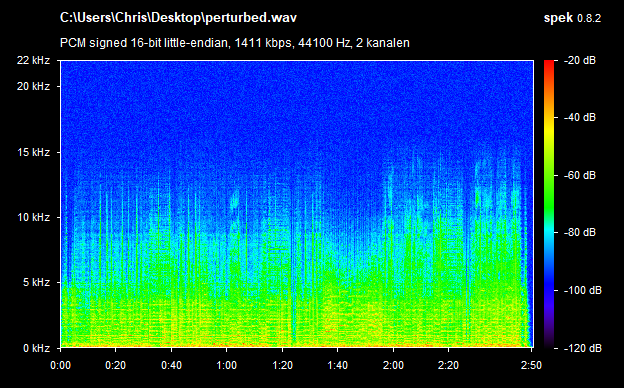 C:\Users\Chris\Desktop\perturbed.wav
spek 0.8.2
PCM signed 16-bit little-endian, 1411 kbps, 44100 Hz, 2 kanalen
22 kHz
20 kHz
15 kHz
10 kHz
5 kHz
0 kHz
0:00 0:20 0:40 1:00 1:20 1:40 2:00 2:20 2:50
-20 dB
-40 dB
-60 dB
-80 dB
-100 dB
-120 dB